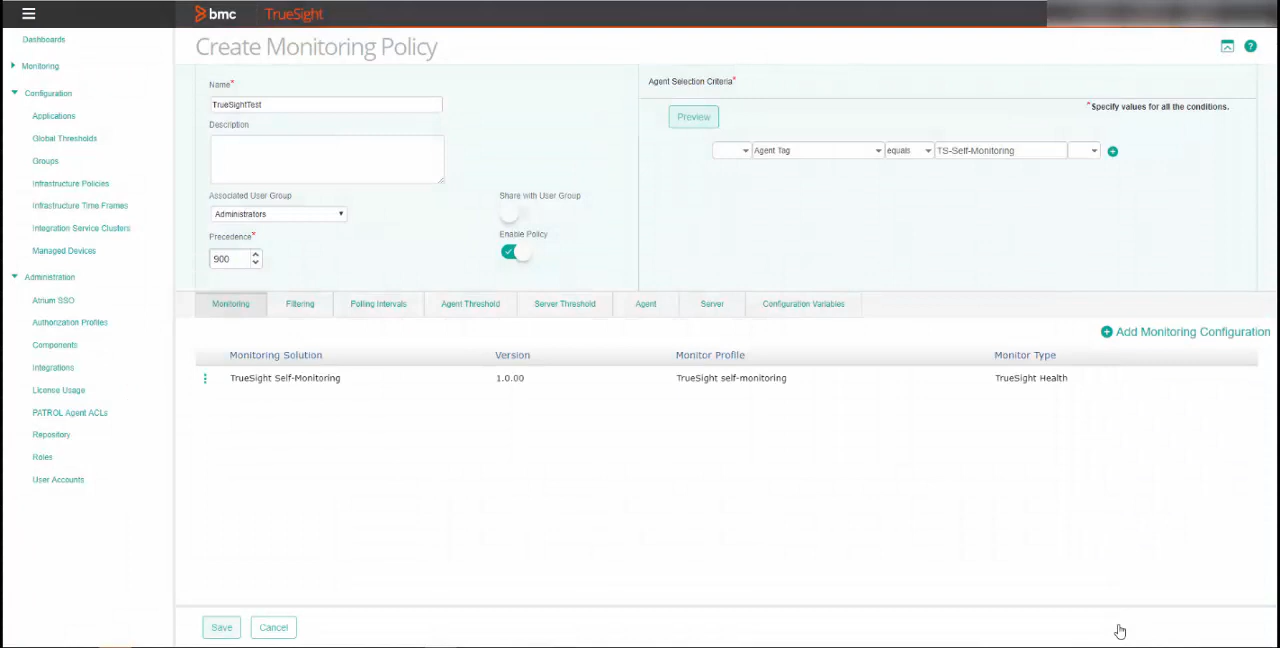 bmc TrueSight
Dashboards
Monitoring
Configuration
Applications
Global Thresholds
Groups
Infrastructure Policies
Infrastructure Time Frames
Integration Service Clusters
Managed Devices
Administration
Atrium SSO
Authorization Profiles
Components
Integrations
License Usage
PATROL Agent ACLs
Repository
Roles
User Accounts
Create Monitoring Policy
?
Name*
TrueSightTest
Description
Associated User Group
Administrators
Precedence*
900
Share with User Group
Enable Policy
Agent Selection Criteria*
*Specify values for all the conditions.
Preview
Agent Tag equals TS-Self-Monitoring
Monitoring Filtering Polling Intervals Agent Threshold Server Threshold Agent Server Configuration Variables
Add Monitoring Configuration
Monitoring Solution Version Monitor Profile Monitor Type
TrueSight Self-Monitoring 1.0.00 TrueSight self-monitoring TrueSight Health
Save Cancel